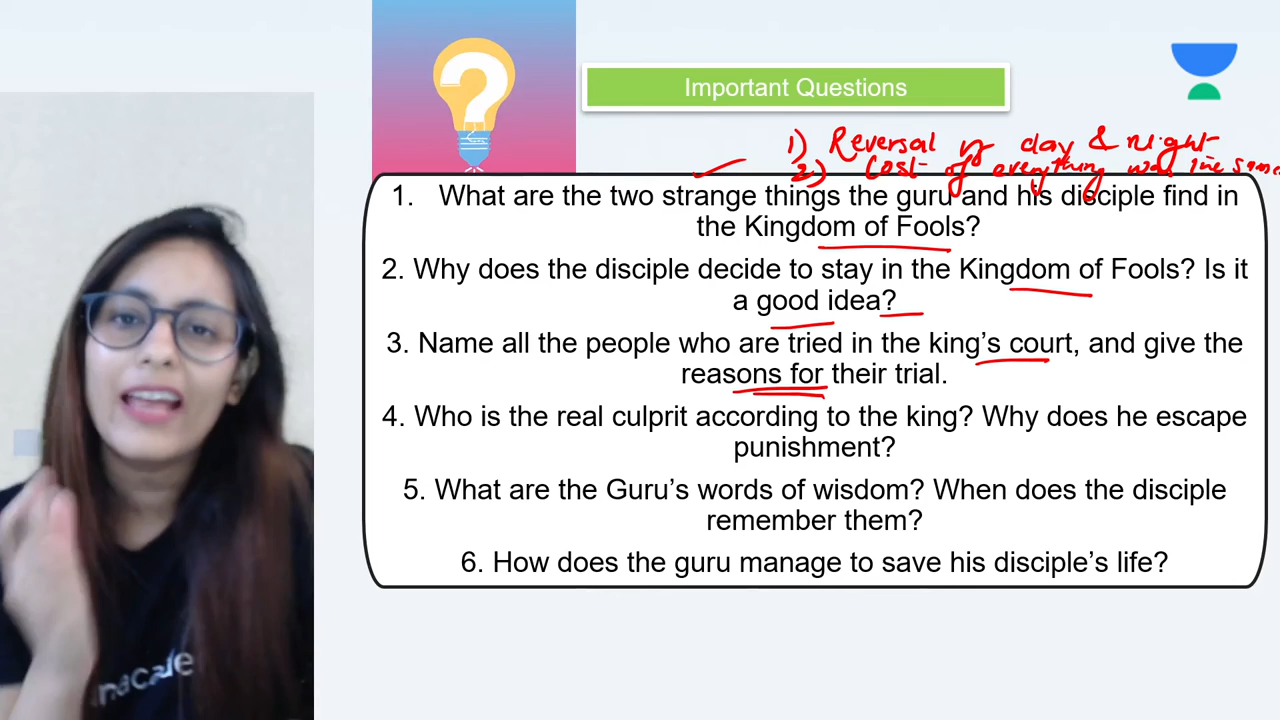 Important Questions
1) Reversal of day & night
2) Cost of everything was the same
1. What are the two strange things the guru and his disciple find in
the Kingdom of Fools?
2. Why does the disciple decide to stay in the Kingdom of Fools? Is it
a good idea?
3. Name all the people who are tried in the king's court, and give the
reasons for their trial.
4. Who is the real culprit according to the king? Why does he escape
punishment?
5. What are the Guru's words of wisdom? When does the disciple
remember them?
6. How does the guru manage to save his disciple's life?
nacade